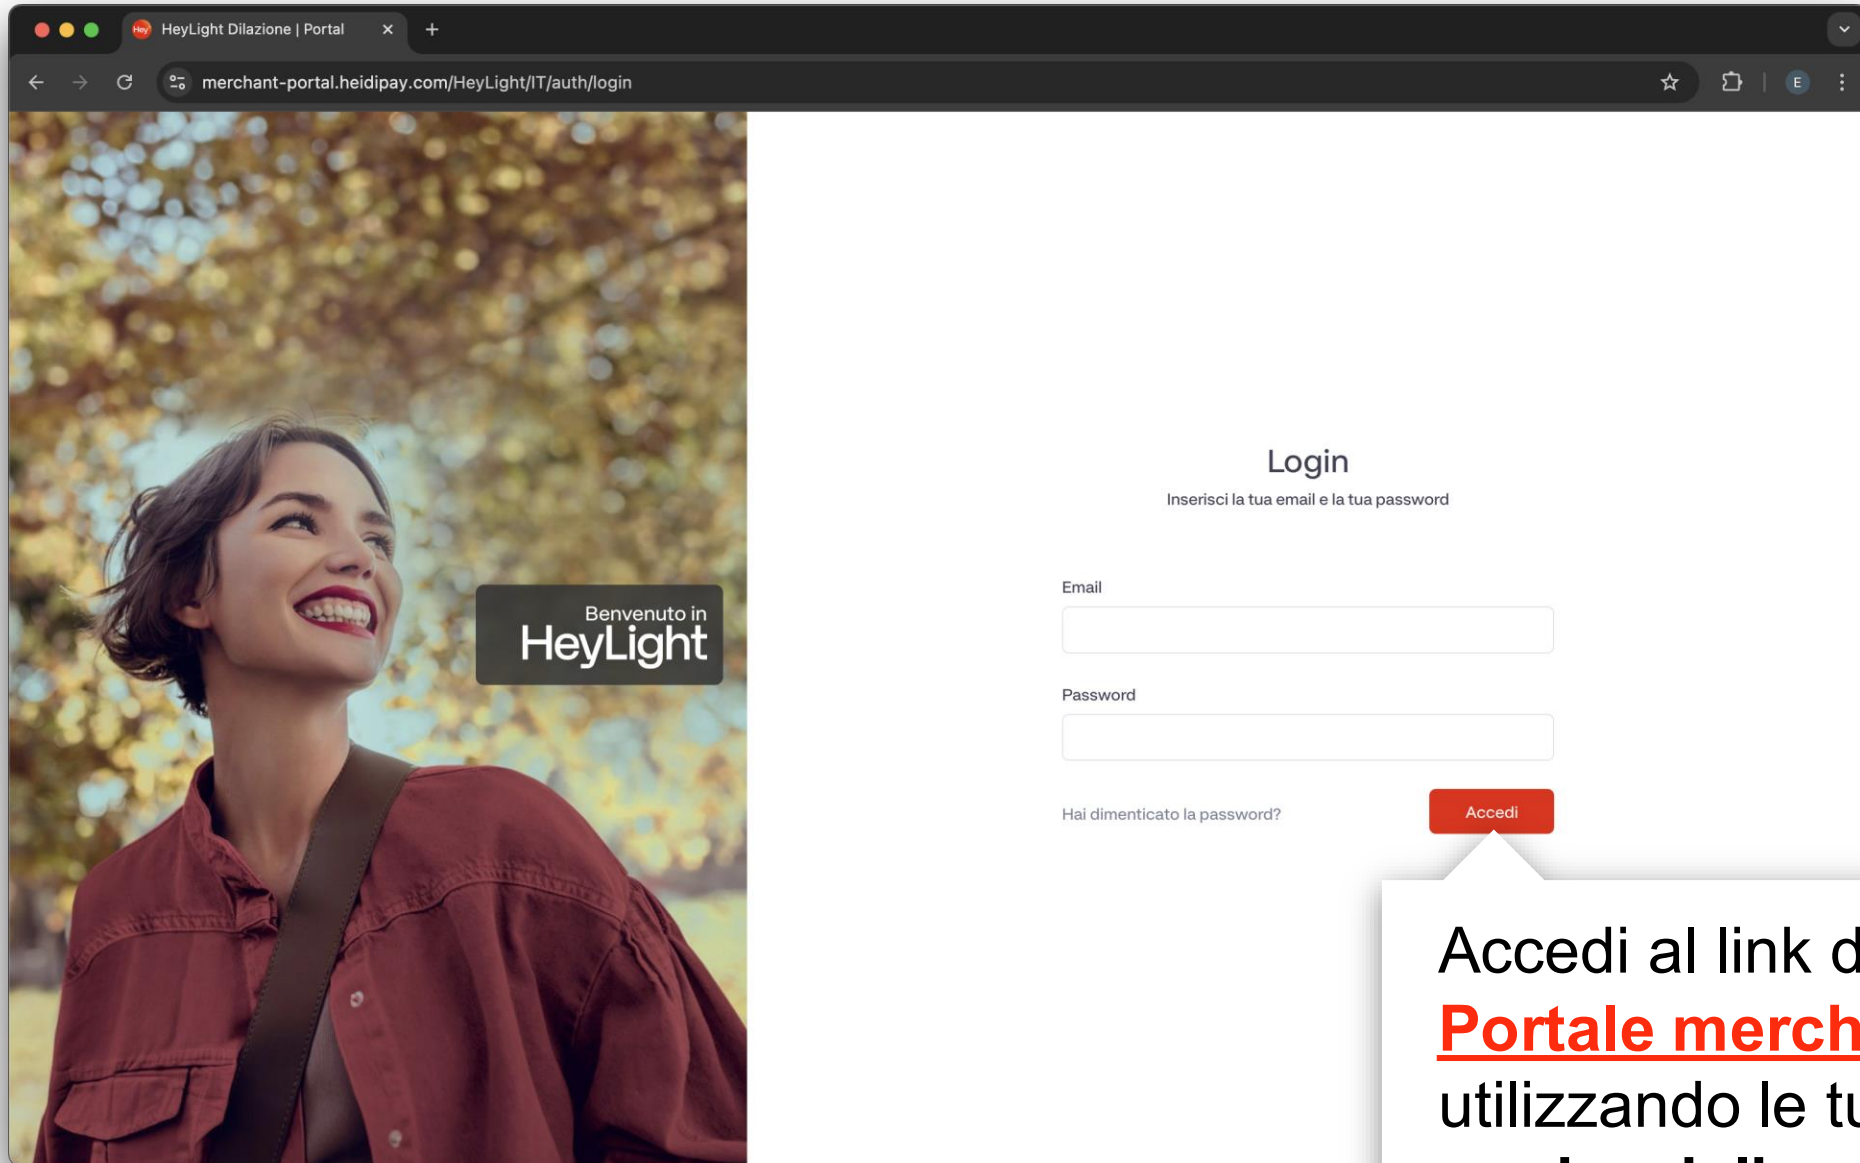 HeyLight Dilazione | Portal
merchant-portal.heidipay.com/HeyLight/IT/auth/login
E
Hey
Benvenuto in
HeyLight
Login
Inserisci la tua email e la tua password
Email
Password
Hai dimenticato la password?
Accedi
Accedi al link d
Portale merch
utilizzando le tu